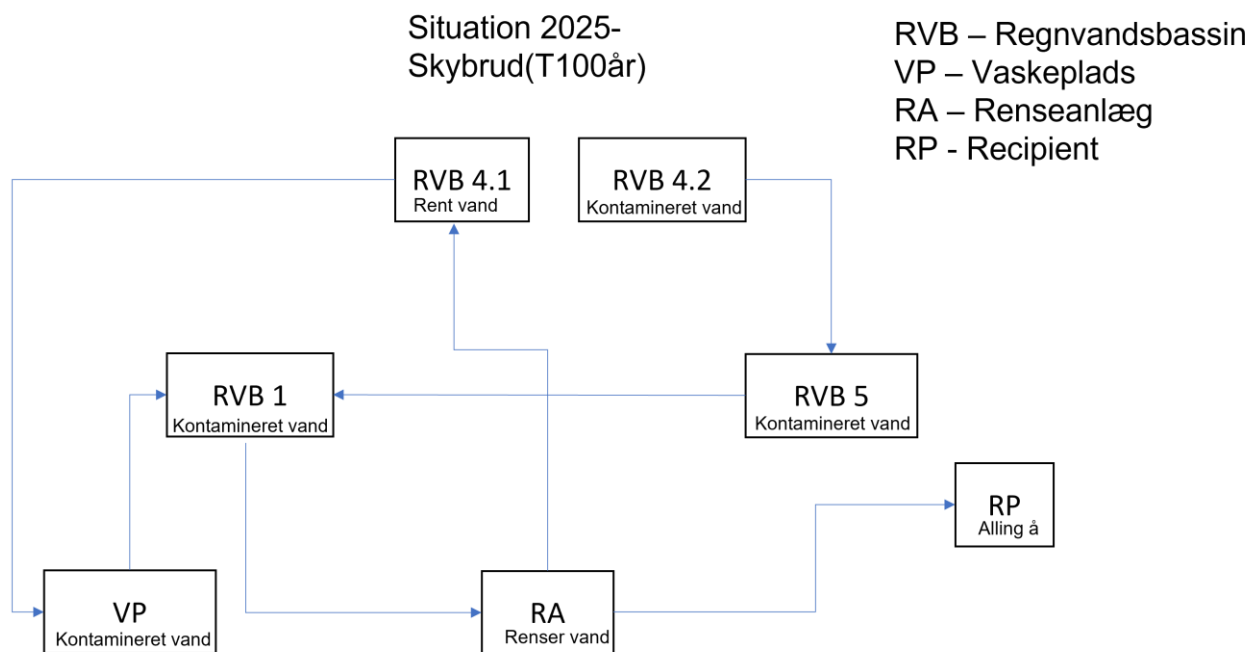 Situation 2025-
Skybrud(T100år)
RVB – Regnvandsbassin
VP – Vaskeplads
RA – Renseanlæg
RP - Recipient
RVB 4.1
Rent vand
RVB 4.2
Kontamineret vand
RVB 1
Kontamineret vand
RVB 5
Kontamineret vand
RP
Alling å
VP
Kontamineret vand
RA
Renser vand